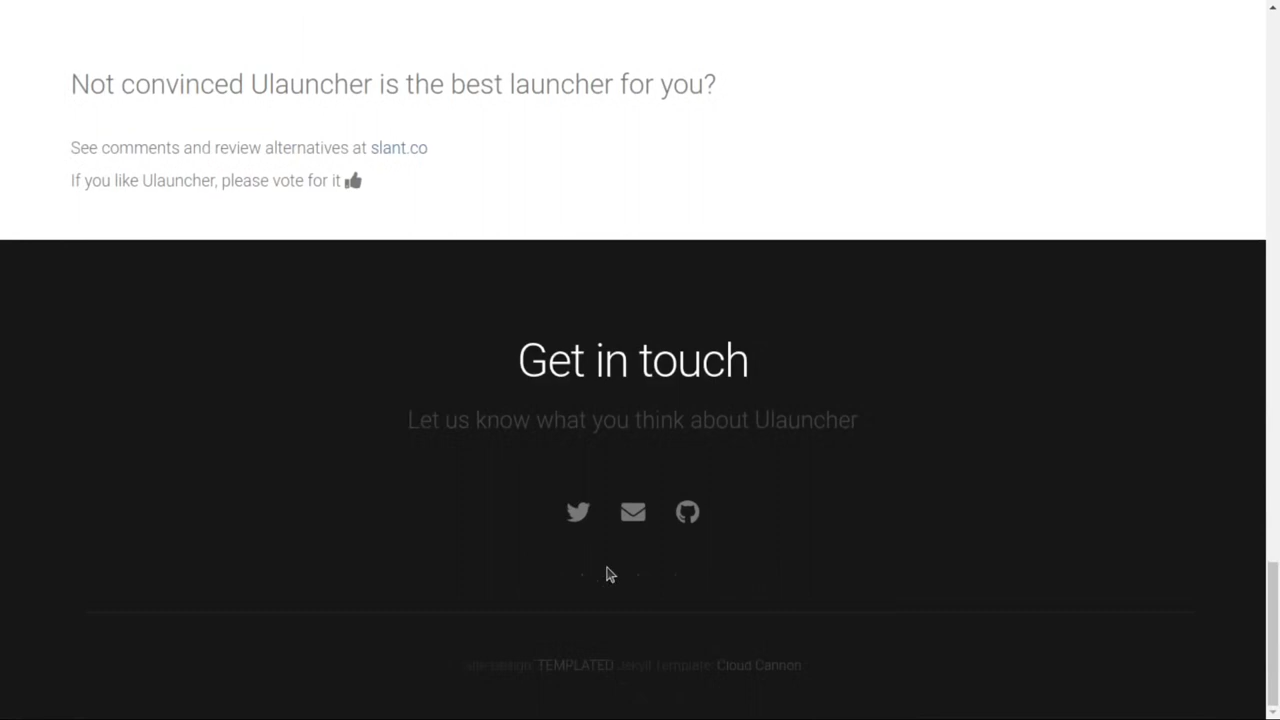 Not convinced Ulauncher is the best launcher for you?
See comments and review alternatives at slant.co
If you like Ulauncher, please vote for it
Get in touch
Let us know what you think about Ulauncher
TEMPLATED Jekyll Template: Cloud Cannon